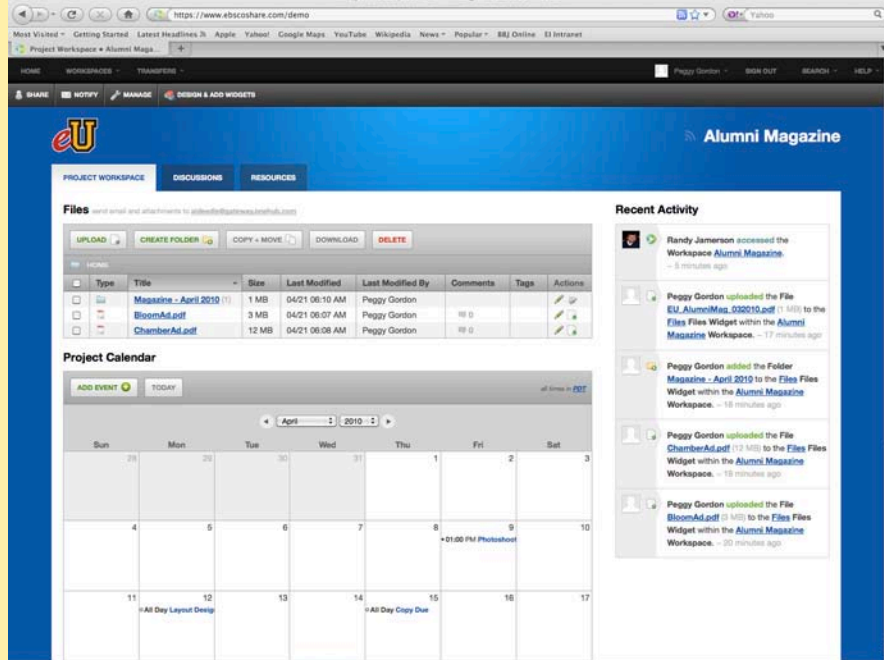 https://www.ebscoshare.com/demo
Yahoo
Most Visited Getting Started Latest Headlines Apple Yahoo! Google Maps YouTube Wikipedia News Popular BBJ Online EI Intranet
Project Workspace • Alumni Maga...
HOME WORKSPACES TRANSFERS Peggy Gordon SIGN OUT SEARCH HELP
SHARE NOTIFY MANAGE DESIGN & ADD WIDGETS
eU
Alumni Magazine
PROJECT WORKSPACE DISCUSSIONS RESOURCES
Files send email and attachments to
UPLOAD CREATE FOLDER COPY + MOVE DOWNLOAD DELETE
HOME
Type Title Size Last Modified Last Modified By Comments Tags Actions
Magazine - April 2010 (1) 1 MB 04/21 06:10 AM Peggy Gordon
BloomAd.pdf 3 MB 04/21 06:07 AM Peggy Gordon 0
ChamberAd.pdf 12 MB 04/21 06:08 AM Peggy Gordon 0
Project Calendar
ADD EVENT TODAY all times in PDT
April 2010
Sun Mon Tue Wed Thu Fri Sat
28 29 30 31 1 2 3
4 5 6 7 8 9 10
01:00 PM Photoshoot
11 12 13 14 15 16 17
All Day Layout Desig
All Day Copy Due
Recent Activity
Randy Jamerson accessed the
Workspace Alumni Magazine.
– 5 minutes ago
Peggy Gordon uploaded the File
EU_AlumniMag_032010.pdf (1 MB) to the
Files Files Widget within the Alumni
Magazine Workspace. – 17 minutes ago
Peggy Gordon added the Folder
Magazine - April 2010 to the Files Files
Widget within the Alumni Magazine
Workspace. – 18 minutes ago
Peggy Gordon uploaded the File
ChamberAd.pdf (12 MB) to the Files Files
Widget within the Alumni Magazine
Workspace. – 19 minutes ago
Peggy Gordon uploaded the File
BloomAd.pdf (3 MB) to the Files Files
Widget within the Alumni Magazine
Workspace. – 20 minutes ago